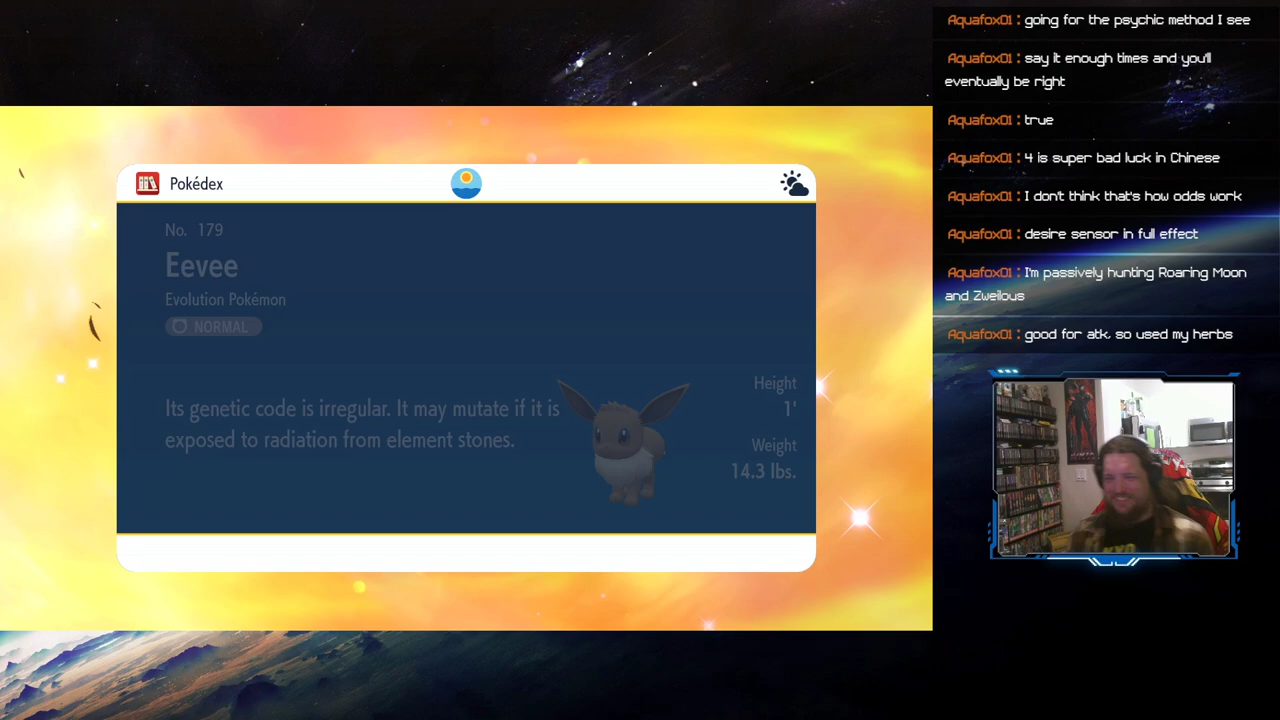 Pokédex
No. 179
Eevee
Evolution Pokémon
NORMAL
Its genetic code is irregular. It may mutate if it is
exposed to radiation from element stones.
Height
1'
Weight
14.3 lbs.
Aquafox01 : going for the psychic method I see
Aquafox01 : say it enough times and you'll
eventually be right
Aquafox01 : true
Aquafox01 : 4 is super bad luck in Chinese
Aquafox01 : I don't think that's how odds work
Aquafox01 : desire sensor in full effect
Aquafox01 : I'm passively hunting Roaring Moon
and Zweilous
Aquafox01 : good for atk, so used my herbs